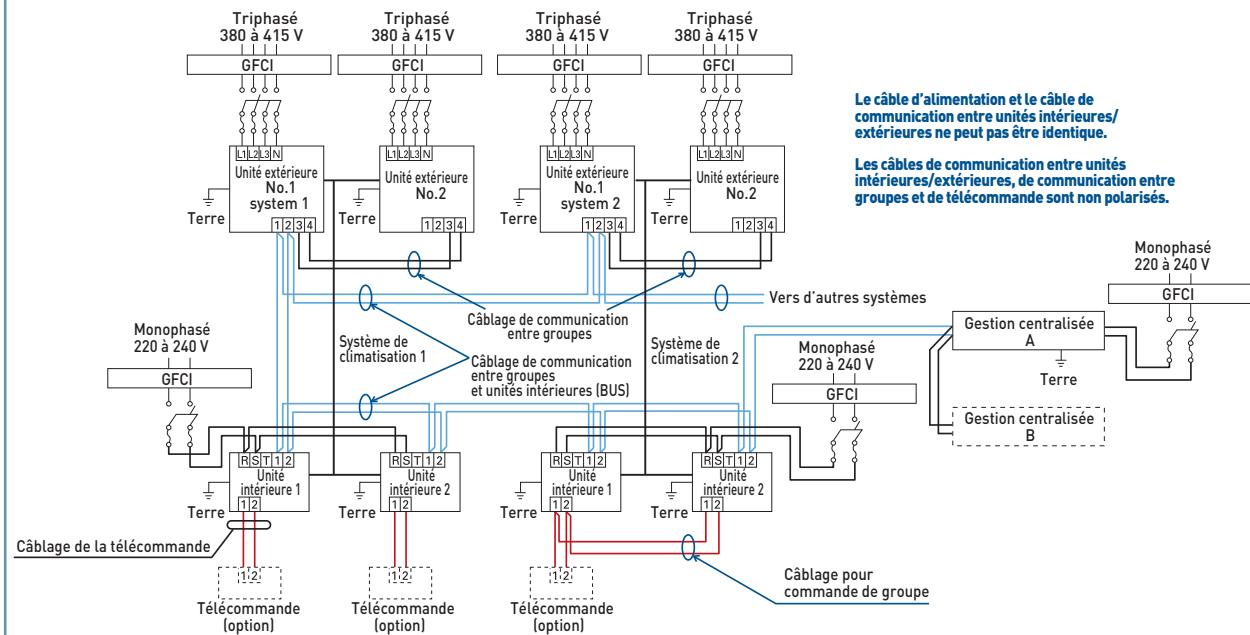 Triphasé
380 à 415 V
GFCI
Triphasé
380 à 415 V
GFCI
Triphasé
380 à 415 V
GFCI
Triphasé
380 à 415 V
GFCI
Le câble d'alimentation et le câble de
communication entre unités intérieures/
extérieures ne peut pas être identique.
Les câbles de communication entre unités
intérieures/extérieures, de communication entre
groupes et de télécommande sont non polarisés.
L1 L2 L3 N
Unité extérieure
No.1
system 1
1 2 3 4
Terre
L1 L2 L3 N
Unité extérieure
No.2
1 2 3 4
Terre
L1 L2 L3 N
Unité extérieure
No.1
system 2
1 2 3 4
Terre
L1 L2 L3 N
Unité extérieure
No.2
1 2 3 4
Terre
Vers d'autres systèmes
Câblage de communication
entre groupes
Système de
climatisation 1
Câblage de communication
entre groupes
et unités intérieures (BUS)
Système de
climatisation 2
Monophasé
220 à 240 V
GFCI
Monophasé
220 à 240 V
GFCI
Monophasé
220 à 240 V
GFCI
Gestion centralisée
A
Terre
Gestion centralisée
B
R S T 1 2
Unité
intérieure 1
1 2
Terre
R S T 1 2
Unité
intérieure 2
1 2
Terre
R S T 1 2
Unité
intérieure 1
1 2
Terre
R S T 1 2
Unité
intérieure 2
1 2
Terre
Câblage de la télécommande
1 2
Télécommande
(option)
1 2
Télécommande
(option)
1 2
Télécommande
(option)
Câblage pour
commande de groupe